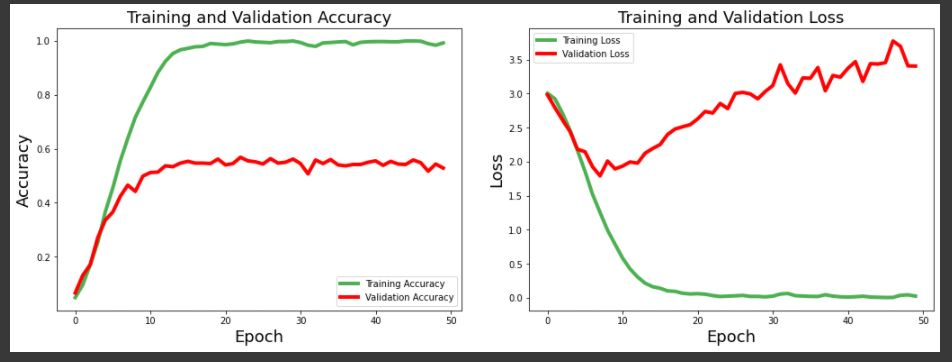 Training and Validation Accuracy
Accuracy
1.0
0.8
0.6
0.4
0.2
Training Accuracy
Validation Accuracy
0
10
20
30
40
50
Epoch
Training and Validation Loss
Loss
Training Loss
Validation Loss
3.5
3.0
2.5
2.0
1.5
1.0
0.5
0.0
0
10
20
30
40
50
Epoch